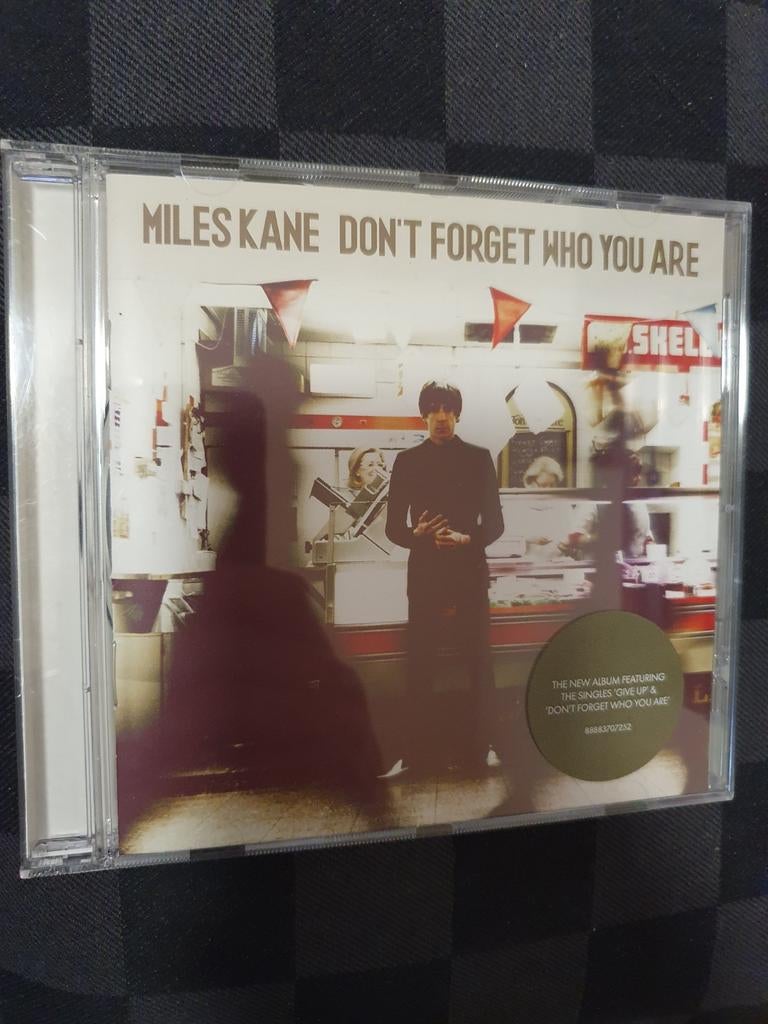 MILES KANE DON'T FORGET WHO YOU ARE
SKELL
THE NEW ALBUM FEATURING
THE SINGLES 'GIVE UP' &
'DON'T FORGET WHO YOU ARE'
88883707252